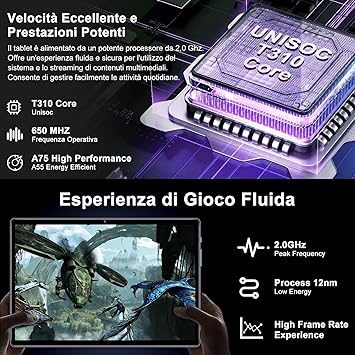 Velocità Eccellente e
Prestazioni Potenti
Il tablet è alimentato da un potente processore da 2,0 Ghz.
Offre un'esperienza fluida e sicura per l'utilizzo del
sistema e lo streaming di contenuti multimediali.
Consente di gestire facilmente le attività quotidiane.
UNISOC
T310
Core
T310 Core
Unisoc
650 MHZ
Frequenza Operativa
A75 High Performance
A55 Energy Efficient
Esperienza di Gioco Fluida
2.0GHz
Peak Frequency
Process 12nm
Low Energy
High Frame Rate
Experience